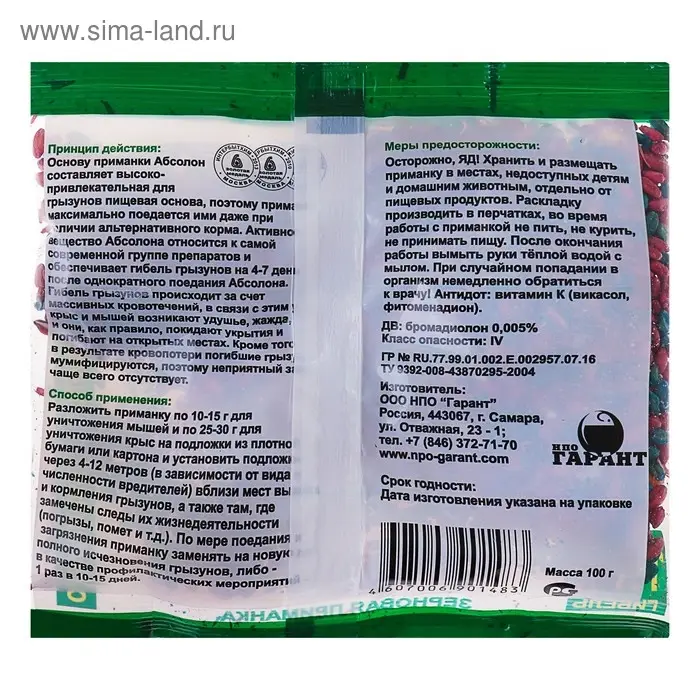 www.sima-land.ru
Принцип действия:
Основу приманки Абсолон
составляет высоко-
привлекательная для
грызунов пищевая основа, поэтому прима
максимально поедается ими даже при
наличии альтернативного корма. Активное
вещество Абсолона относится к самой
современной группе препаратов и
обеспечивает гибель грызунов на 4-7 ден
после однократного поедания Абсолона.
Гибель грызунов происходит за счет
массивных кровотечений, в связи с этим у
крыс и мышей возникают удушье, жажда,
и они, как правило, покидают укрытия и
погибают на открытых местах. Кроме того
в результате кровопотери погибшие грызу
мумифицируются, поэтому неприятный за
чаще всего отсутствует.
Способ применения:
Разложить приманку по 10-15 г для
уничтожения мышей и по 25-30 г для
уничтожения крыс на подложки из плотно
бумаги или картона и установить подлож
через 4-12 метров (в зависимости от вида
численности вредителей) вблизи мест вы
и кормления грызунов, а также там, где
замечены следы их жизнедеятельности
(погрызы, помет и т.д.). По мере поедания и
загрязнения приманку заменять на новую
полного исчезновения грызунов, либо -
в качестве профилактических мероприятий
1 раз в 10-15 дней.
ИНТЕРБЫТХИМ
золотая
медаль
МОСКВА
золотая
медаль
МОСКВА
Меры предосторожности:
Осторожно, ЯД! Хранить и размещать
приманку в местах, недоступных детям
и домашним животным, отдельно от
пищевых продуктов. Раскладку
производить в перчатках, во время
работы с приманкой не пить, не курить,
не принимать пищу. После окончания
работы вымыть руки тёплой водой с
мылом. При случайном попадании в
организм немедленно обратиться
к врачу! Антидот: витамин К (викасол,
фитоменадион).
ДВ: бромадиолон 0,005%
Класс опасности: IV
ГР № RU.77.99.01.002.Е.002957.07.16
ТУ 9392-008-43870295-2004
Изготовитель:
ООО НПО "Гарант"
Россия, 443067, г. Самара,
ул. Отважная, 23 - 1;
тел. +7 (846) 372-71-70
www.npo-garant.com
НПО
ГАРАНТ
Срок годности:
Дата изготовления указана на упаковке
4607006901483
Масса 100 г
РС
ЗЕРНОВАЯ ПРИМАНКА